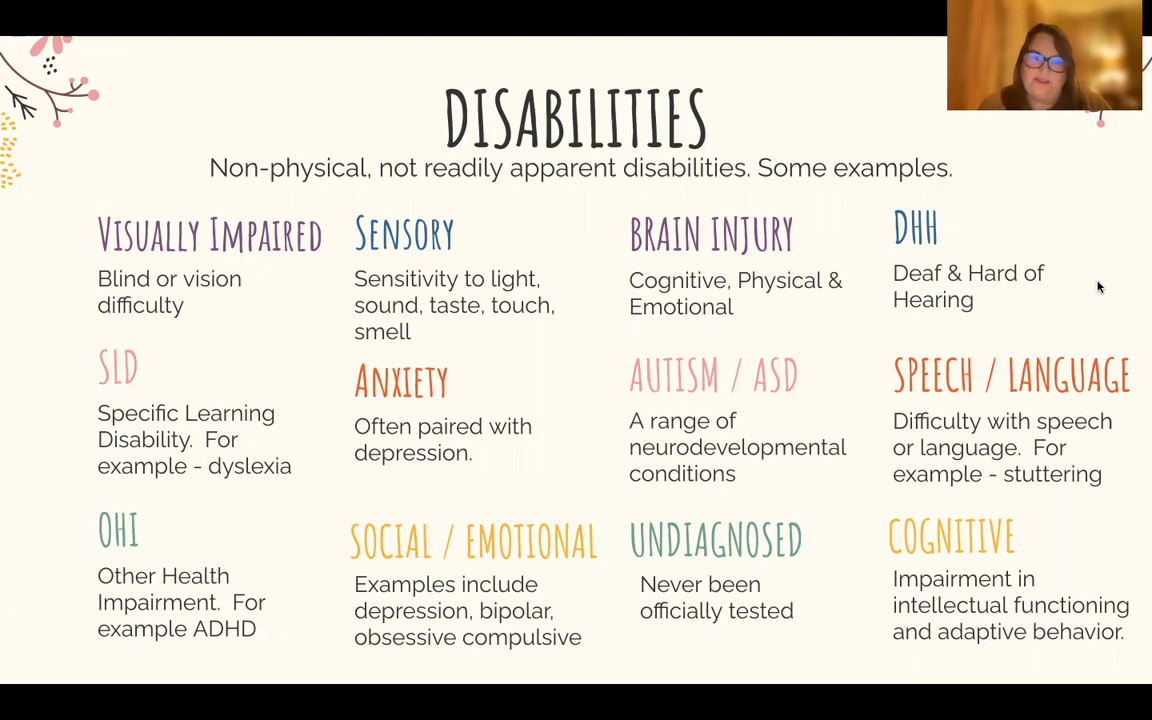 DISABILITIES
Non-physical, not readily apparent disabilities. Some examples.
Visually Impaired
Blind or vision
difficulty
Sensory
Sensitivity to light,
sound, taste, touch,
smell
BRAIN INJURY
Cognitive, Physical &
Emotional
DHH
Deaf & Hard of
Hearing
SLD
Specific Learning
Disability.  For
example - dyslexia
Anxiety
Often paired with
depression.
AUTISM / ASD
A range of
neurodevelopmental
conditions
SPEECH / LANGUAGE
Difficulty with speech
or language.  For
example - stuttering
OHI
Other Health
Impairment.  For
example ADHD
SOCIAL / EMOTIONAL
Examples include
depression, bipolar,
obsessive compulsive
UNDIAGNOSED
Never been
officially tested
COGNITIVE
Impairment in
intellectual functioning
and adaptive behavior.